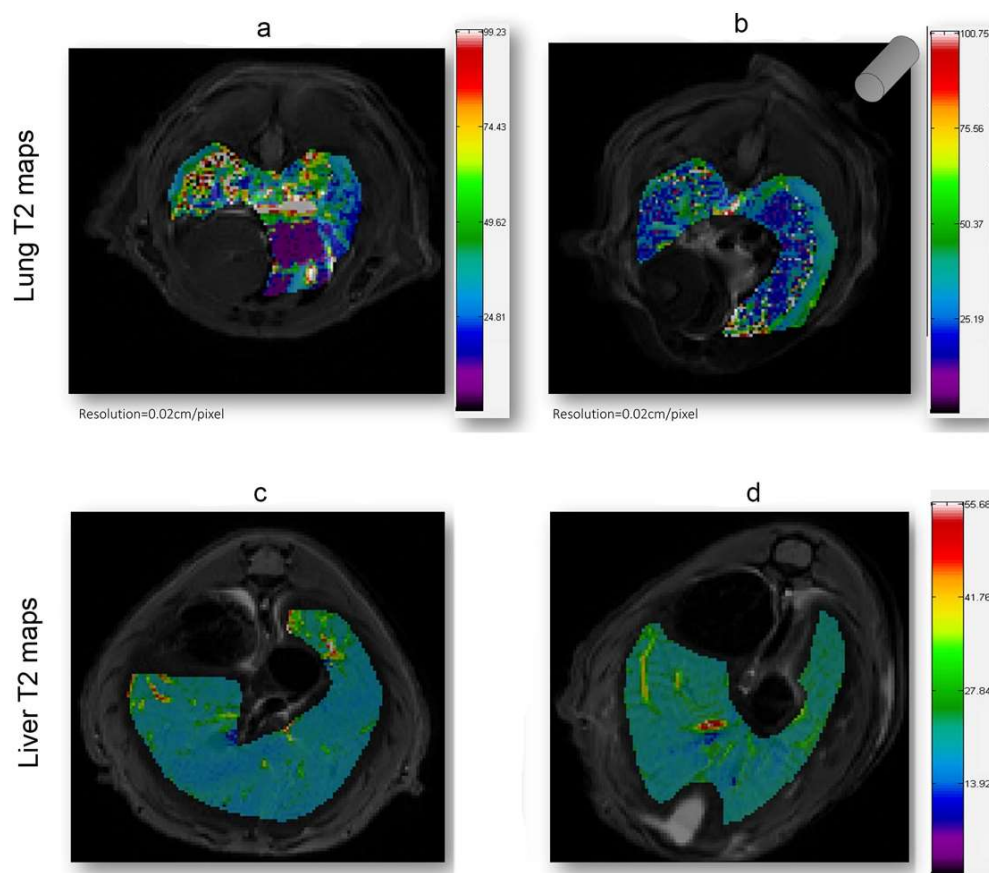 a
b
Lung T2 maps
99.23
74.43
49.62
24.81
100.75
75.56
50.37
25.19
Resolution=0.02cm/pixel
Resolution=0.02cm/pixel
c
d
Liver T2 maps
55.68
41.76
27.84
13.92